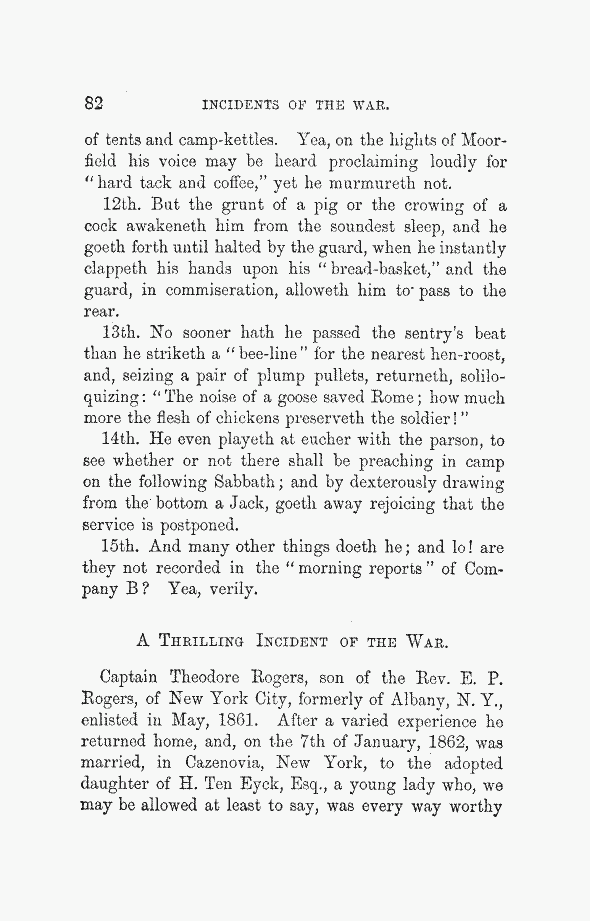 82 INCIDENTS OF THE WAR.
of tents and camp-kettles. Yea, on the hights of Moor-
field his voice may be heard proclaiming loudly for
"hard tack and coffee," yet he murmureth not.
12th. But the grunt of a pig or the crowing of a
cock awakeneth him from the soundest sleep, and he
goeth forth until halted by the guard, when he instantly
clappeth his hands upon his "bread-basket," and the
guard, in commiseration, alloweth him to pass to the
rear.
13th. No sooner hath he passed the sentry's beat
than he striketh a "bee-line" for the nearest hen-roost,
and, seizing a pair of plump pullets, returneth, solilo-
quizing: "The noise of a goose saved Rome; how much
more the flesh of chickens preserveth the soldier!"
14th. He even playeth at eucher with the parson, to
see whether or not there shall be preaching in camp
on the following Sabbath; and by dexterously drawing
from the bottom a Jack, goeth away rejoicing that the
service is postponed.
15th. And many other things doeth he; and lo! are
they not recorded in the "morning reports" of Com-
pany B? Yea, verily.
A THRILLING INCIDENT OF THE WAR.
Captain Theodore Rogers, son of the Rev. E. P.
Rogers, of New York City, formerly of Albany, N. Y.,
enlisted in May, 1861. After a varied experience he
returned home, and, on the 7th of January, 1862, was
married, in Cazenovia, New York, to the adopted
daughter of H. Ten Eyck, Esq., a young lady who, we
may be allowed at least to say, was every way worthy